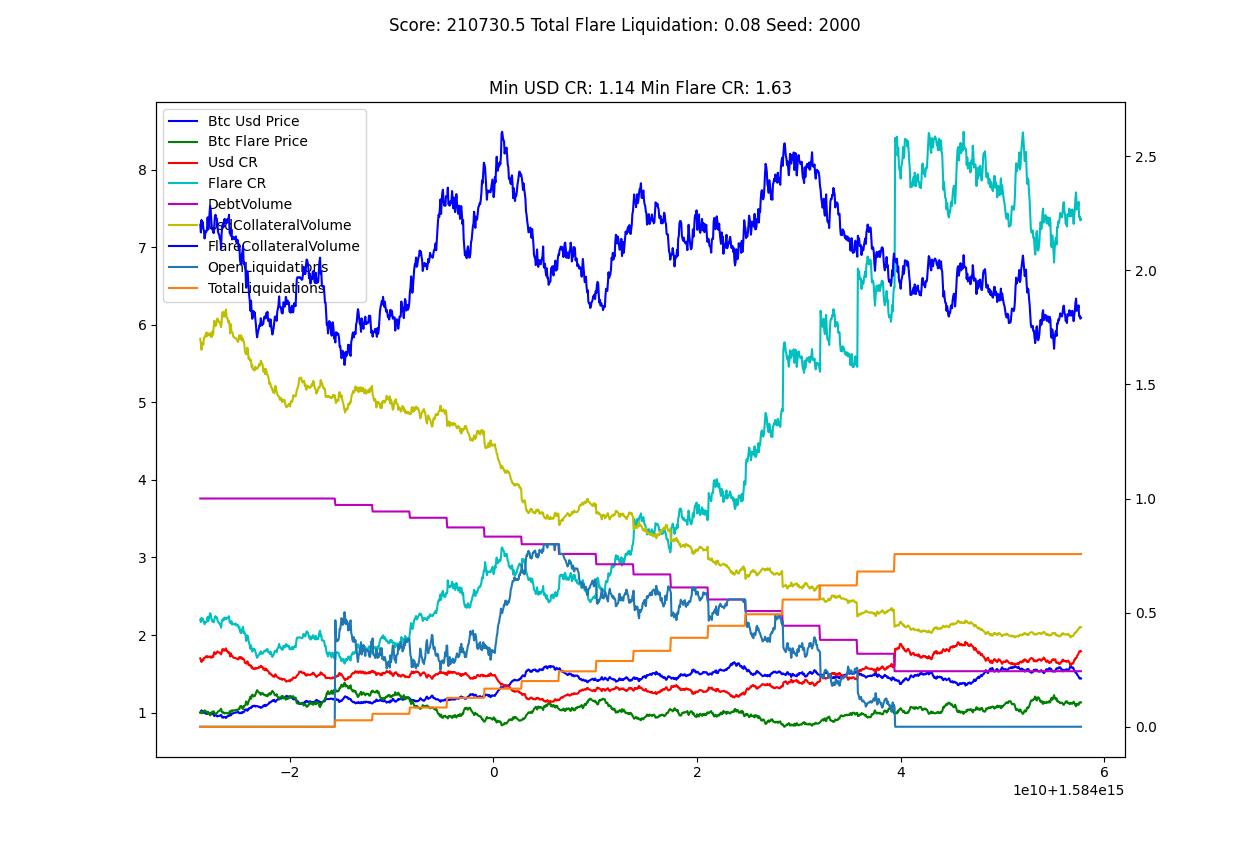 Score: 210730.5 Total Flare Liquidation: 0.08 Seed: 2000
Min USD CR: 1.14 Min Flare CR: 1.63
Btc Usd Price
Btc Flare Price
Usd CR
Flare CR
DebtVolume
UsdCollateralVolume
FlareCollateralVolume
OpenLiquidations
TotalLiquidations
8
7
6
5
4
3
2
1
2.5
2.0
1.5
1.0
0.5
0.0
−2
0
2
4
6
1e10+1.584e15